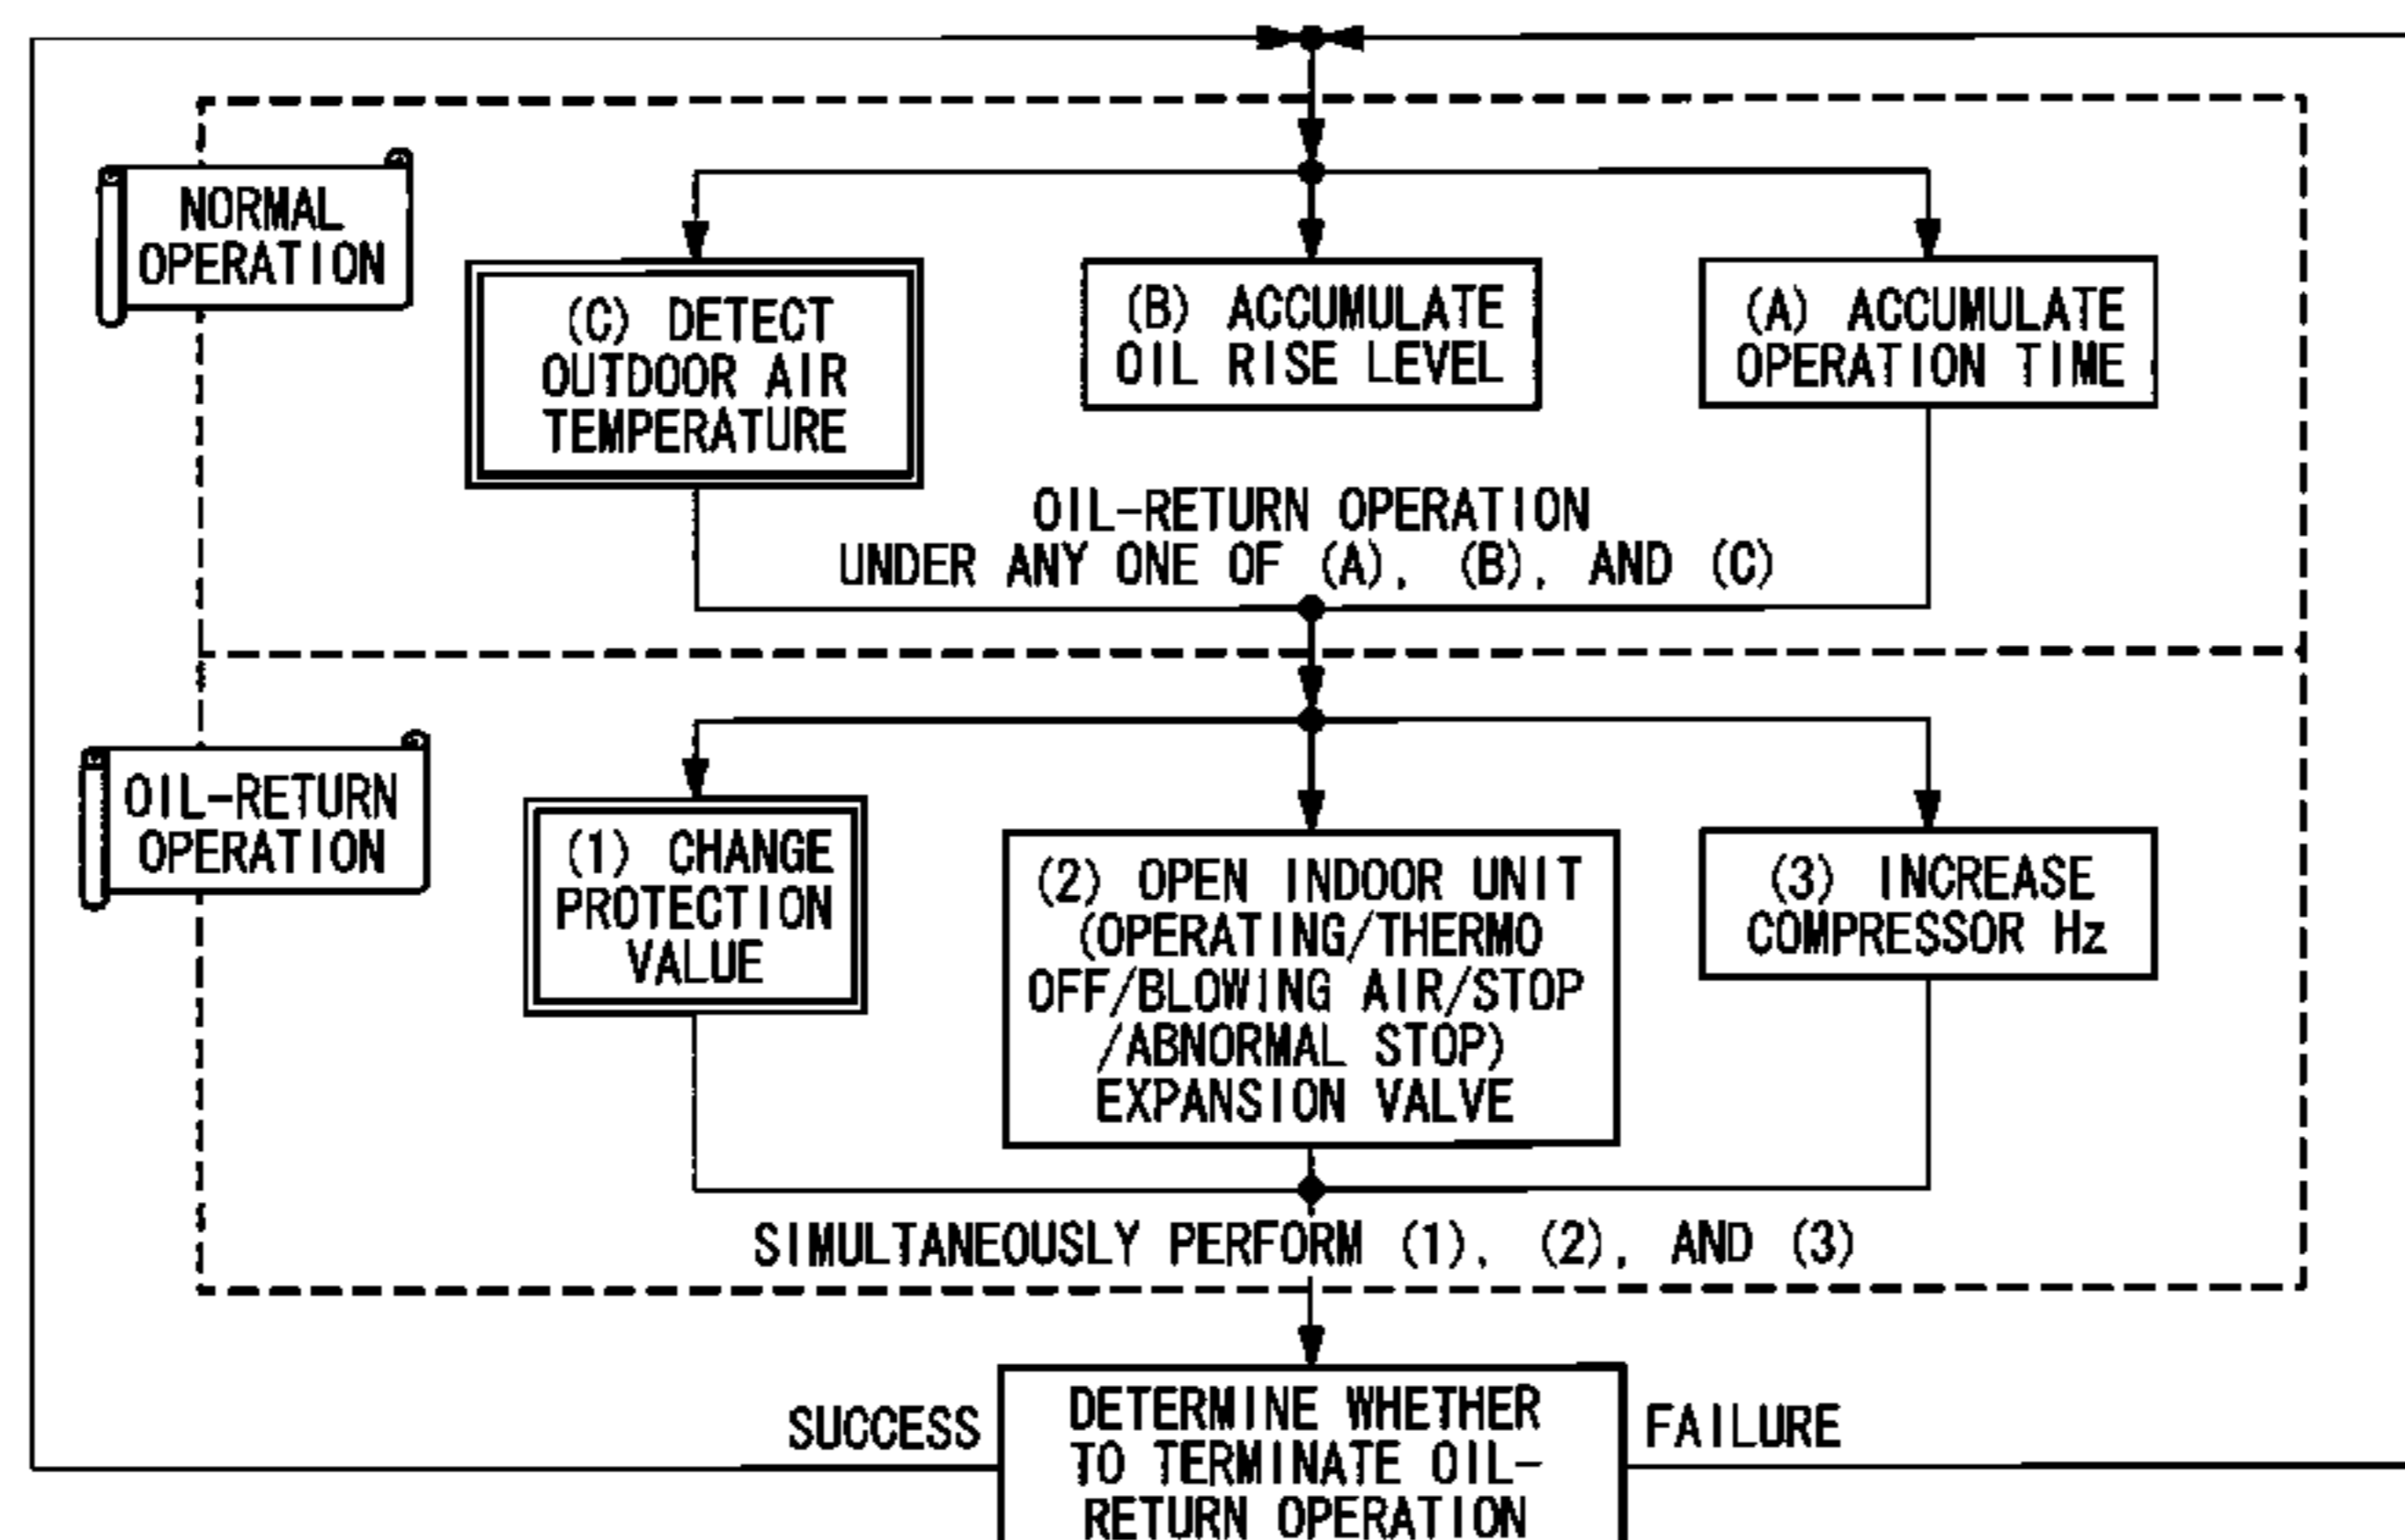 NORMAL
OPERATION
(C) DETECT
OUTDOOR AIR
TEMPERATURE
(B) ACCUMULATE
OIL RISE LEVEL
(A) ACCUMULATE
OPERATION TIME
OIL-RETURN OPERATION
UNDER ANY ONE OF (A), (B), AND (C)
OIL-RETURN
OPERATION
(1) CHANGE
PROTECTION
VALUE
(2) OPEN INDOOR UNIT
(OPERATING/THERMO
OFF/BLOWING AIR/STOP
/ABNORMAL STOP)
EXPANSION VALVE
(3) INCREASE
COMPRESSOR Hz
SIMULTANEOUSLY PERFORM (1), (2), AND (3)
SUCCESS
DETERMINE WHETHER
TO TERMINATE OIL-
RETURN OPERATION
FAILURE